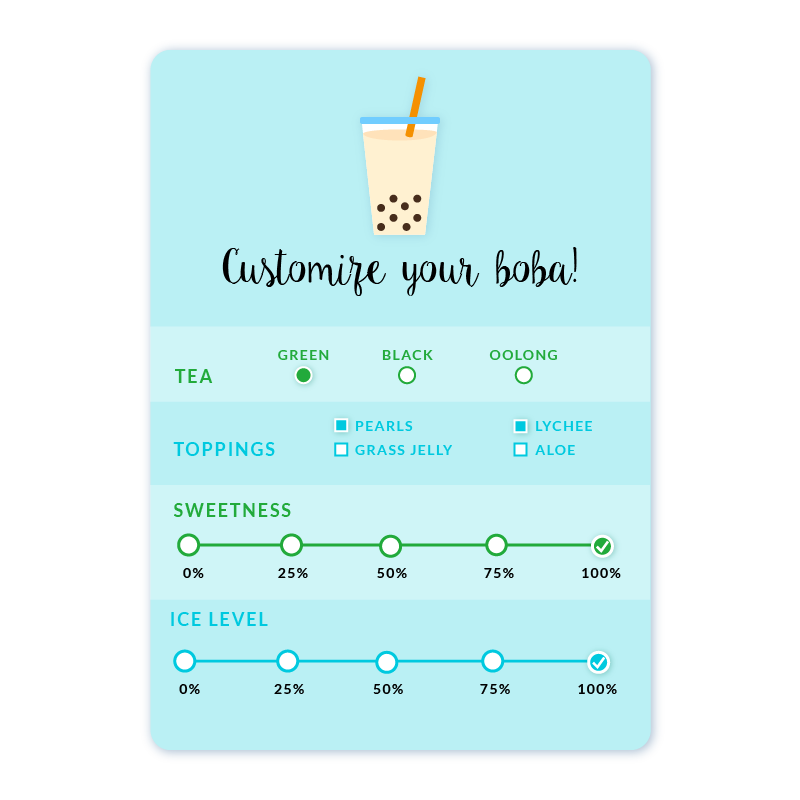 Customize your boba!
GREEN BLACK OOLONG
TEA
PEARLS LYCHEE
TOPPINGS
GRASS JELLY ALOE
SWEETNESS
0% 25% 50% 75% 100%
ICE LEVEL
0% 25% 50% 75% 100%